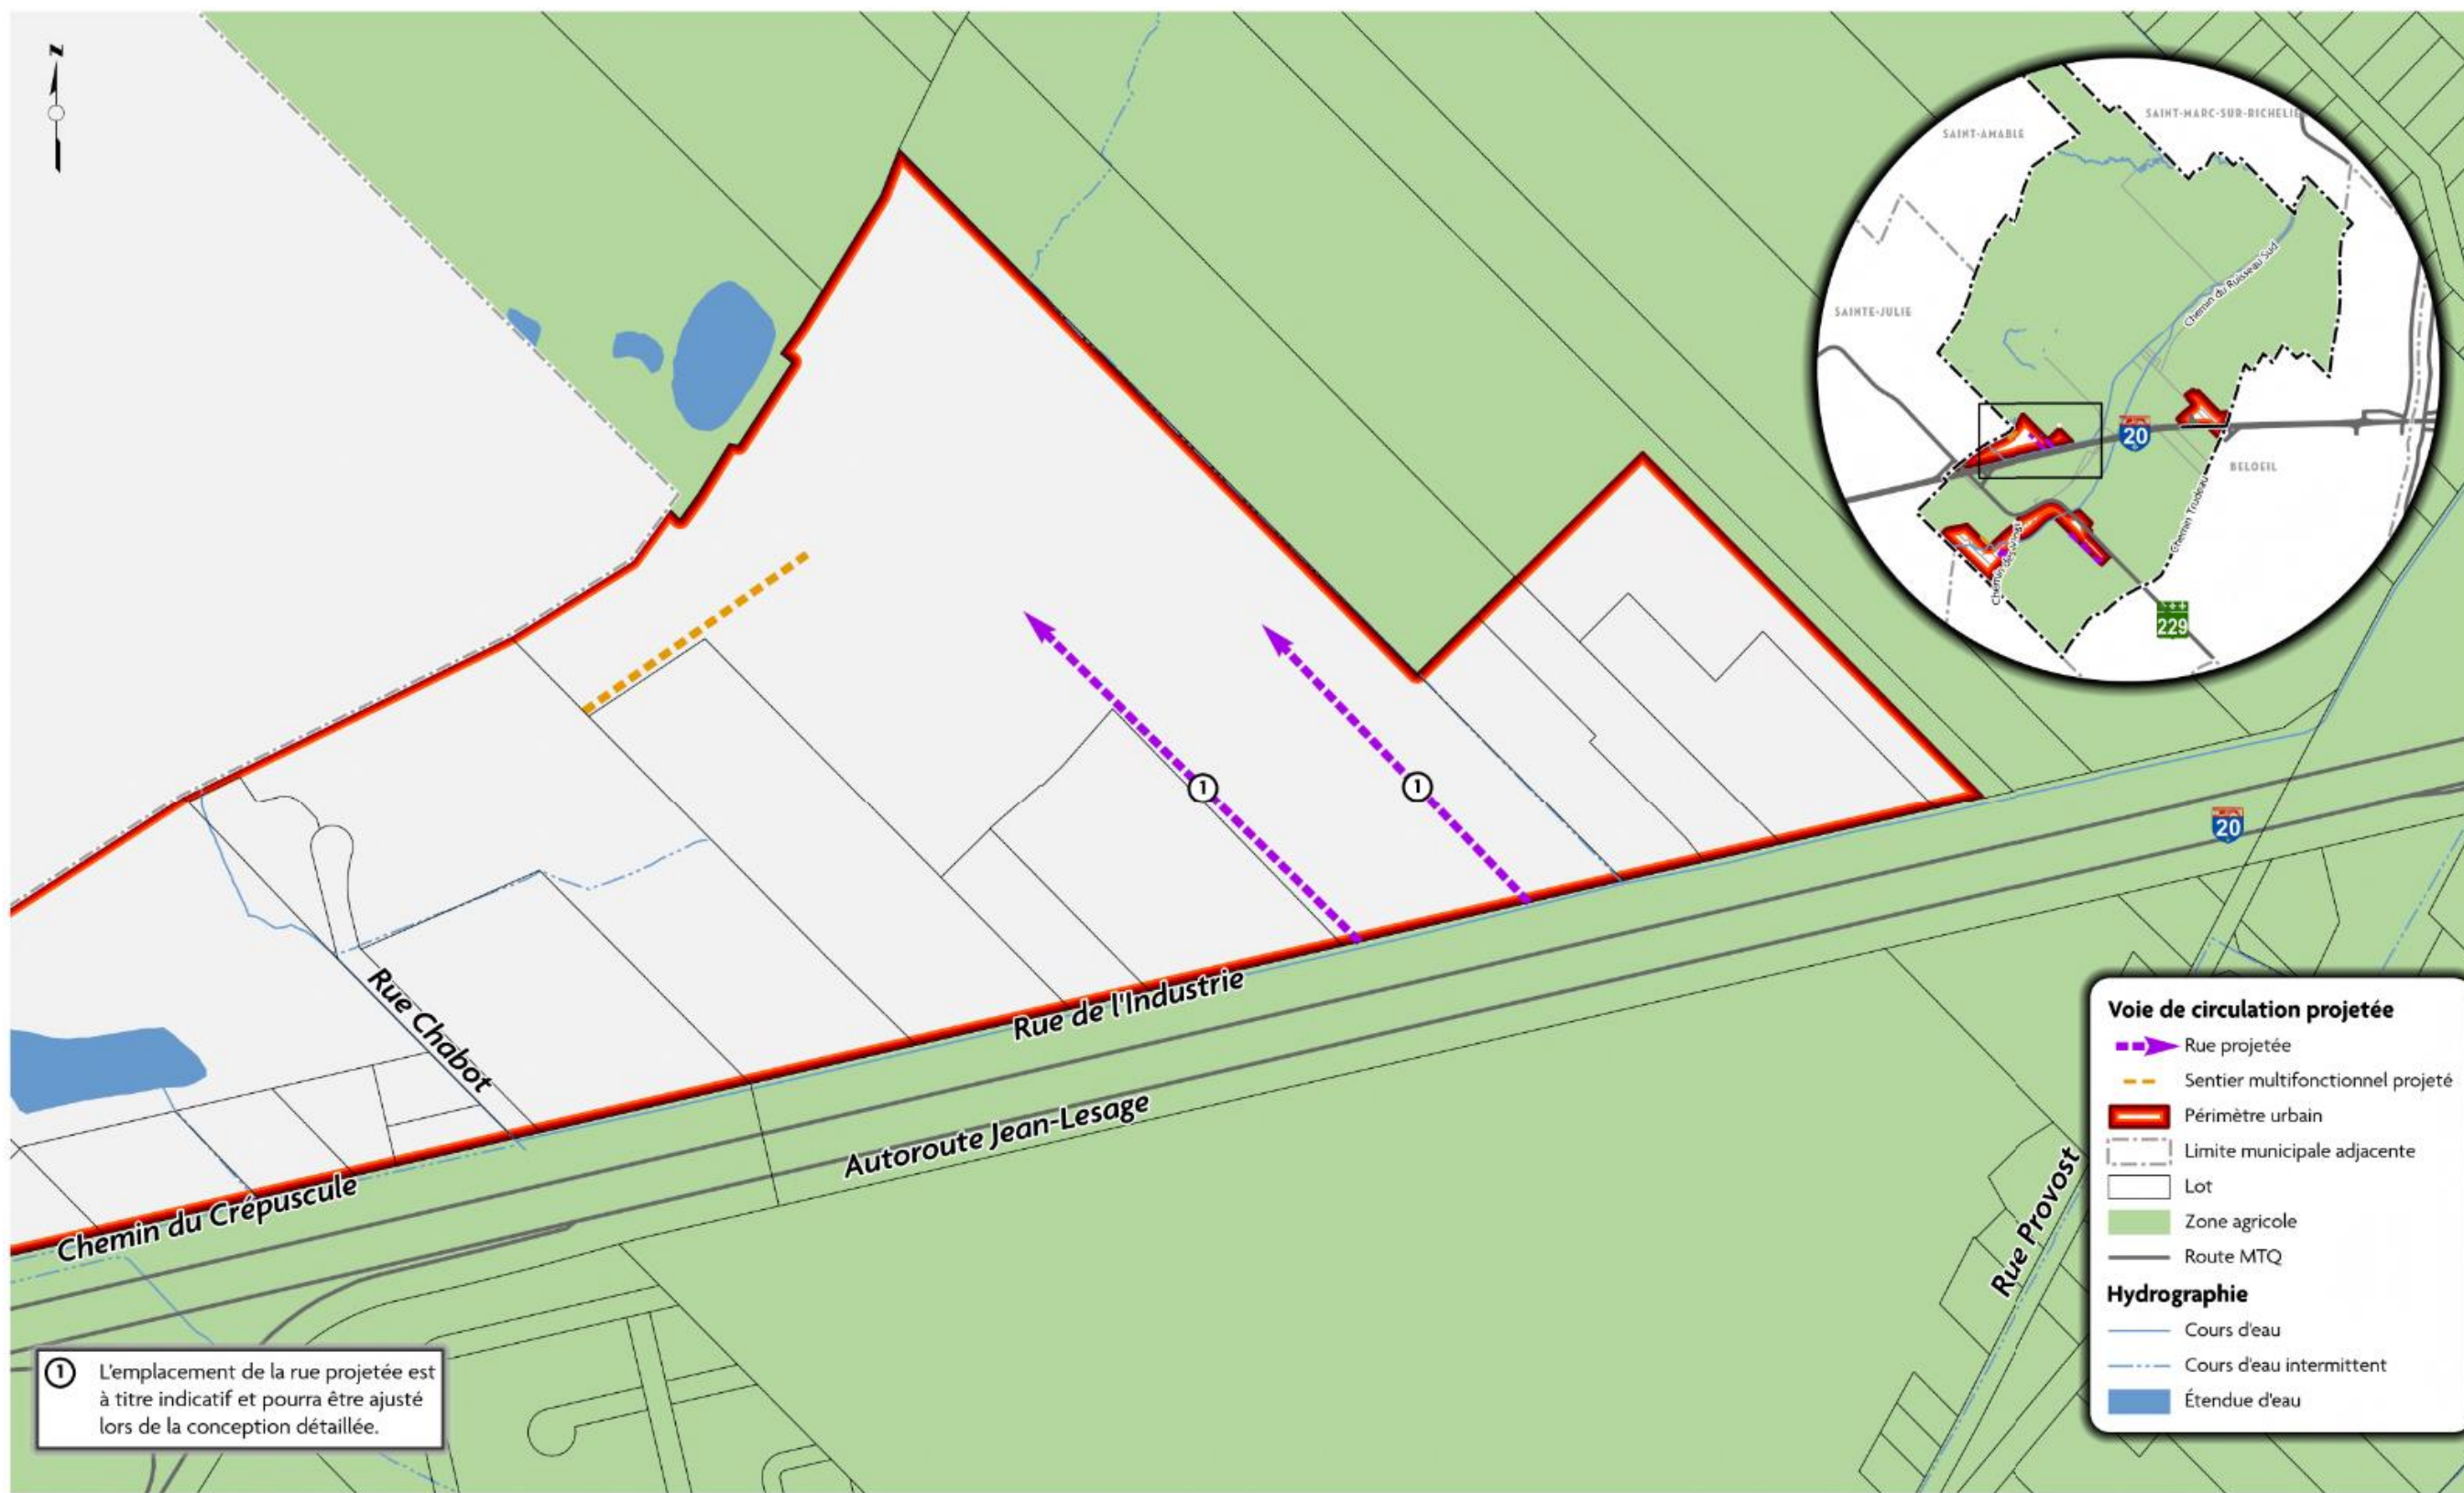 N
SAINT-MARC-SUR-RICHELIE
SAINT-AMABLE
SAINTE-JULIE
Chemin du Ruisseau Sud
20
BELOEIL
Chemin Trudeau
229
20
1
1
Rue Chabot
Rue de l'Industrie
Autoroute Jean-Lesage
Chemin du Crépuscule
Rue Provost
Voie de circulation projetée
Rue projetée
Sentier multifonctionnel projeté
Périmètre urbain
Limite municipale adjacente
Lot
Zone agricole
Route MTQ
Hydrographie
Cours d'eau
Cours d'eau intermittent
Étendue d'eau
1 L'emplacement de la rue projetée est
à titre indicatif et pourra être ajusté
lors de la conception détaillée.